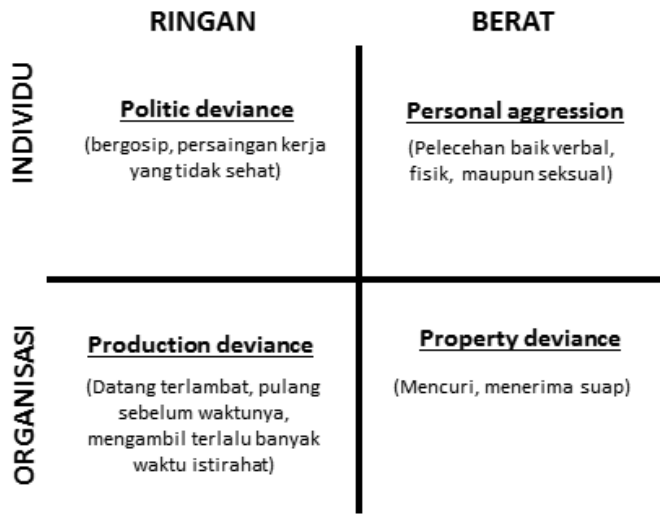 RINGAN
BERAT
INDIVIDU
Politic deviance
(bergosip, persaingan kerja
yang tidak sehat)
Personal aggression
(Pelecehan baik verbal,
fisik, maupun seksual)
ORGANISASI
Production deviance
(Datang terlambat, pulang
sebelum waktunya,
mengambil terlalu banyak
waktu istirahat)
Property deviance
(Mencuri, menerima suap)